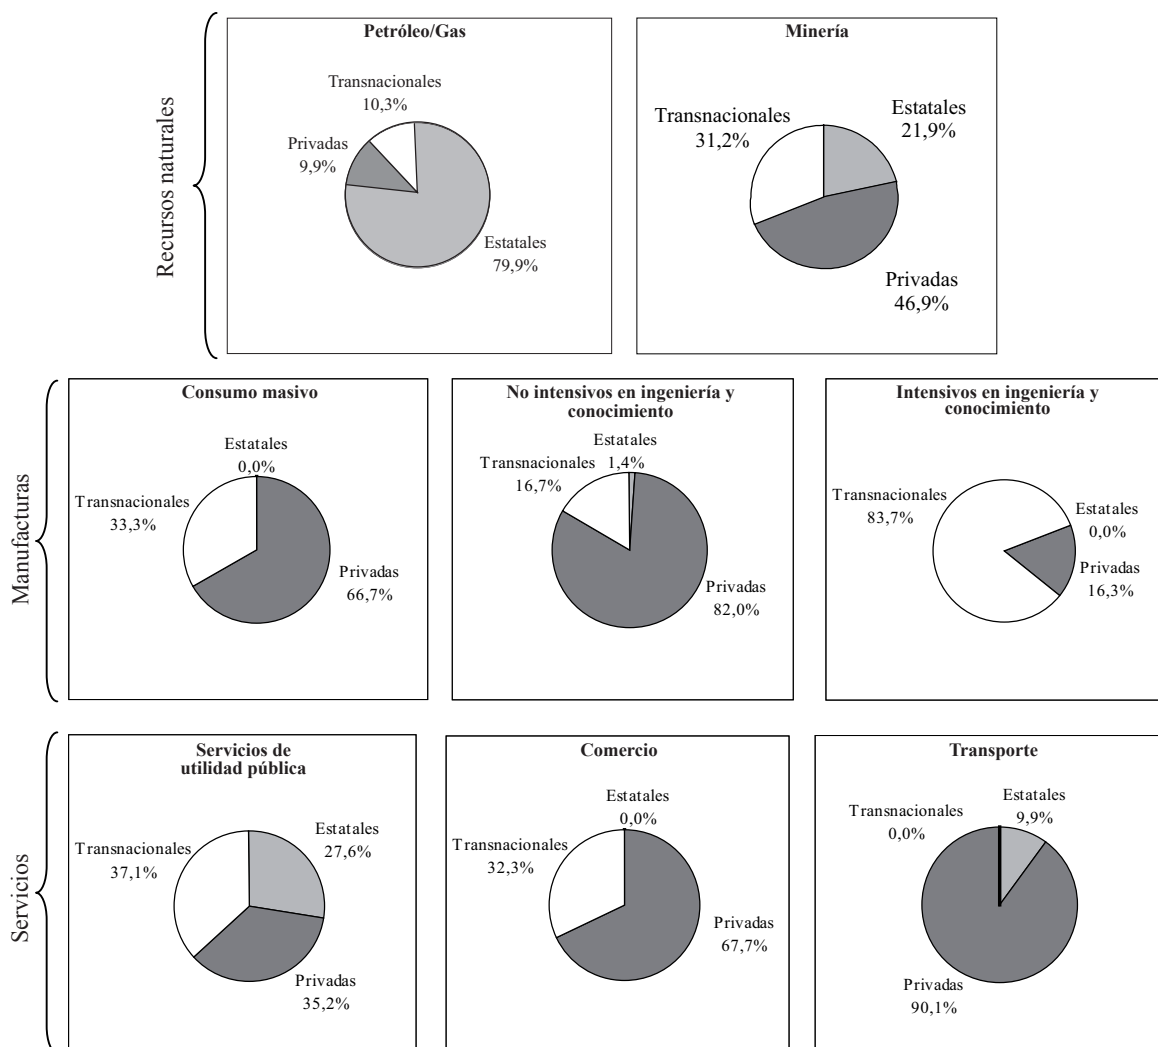 Recursos naturales
Petróleo/Gas
Transnacionales
10,3%
Privadas
9,9%
Estatales
79,9%
Minería
Transnacionales
31,2%
Estatales
21,9%
Privadas
46,9%
Manufacturas
Consumo masivo
Estatales
0,0%
Transnacionales
33,3%
Privadas
66,7%
No intensivos en ingeniería y
conocimiento
Estatales
1,4%
Transnacionales
16,7%
Privadas
82,0%
Intensivos en ingeniería y
conocimiento
Transnacionales
83,7%
Estatales
0,0%
Privadas
16,3%
Servicios
Servicios de
utilidad pública
Estatales
27,6%
Transnacionales
37,1%
Privadas
35,2%
Comercio
Estatales
0,0%
Transnacionales
32,3%
Privadas
67,7%
Transporte
Transnacionales
0,0%
Estatales
9,9%
Privadas
90,1%